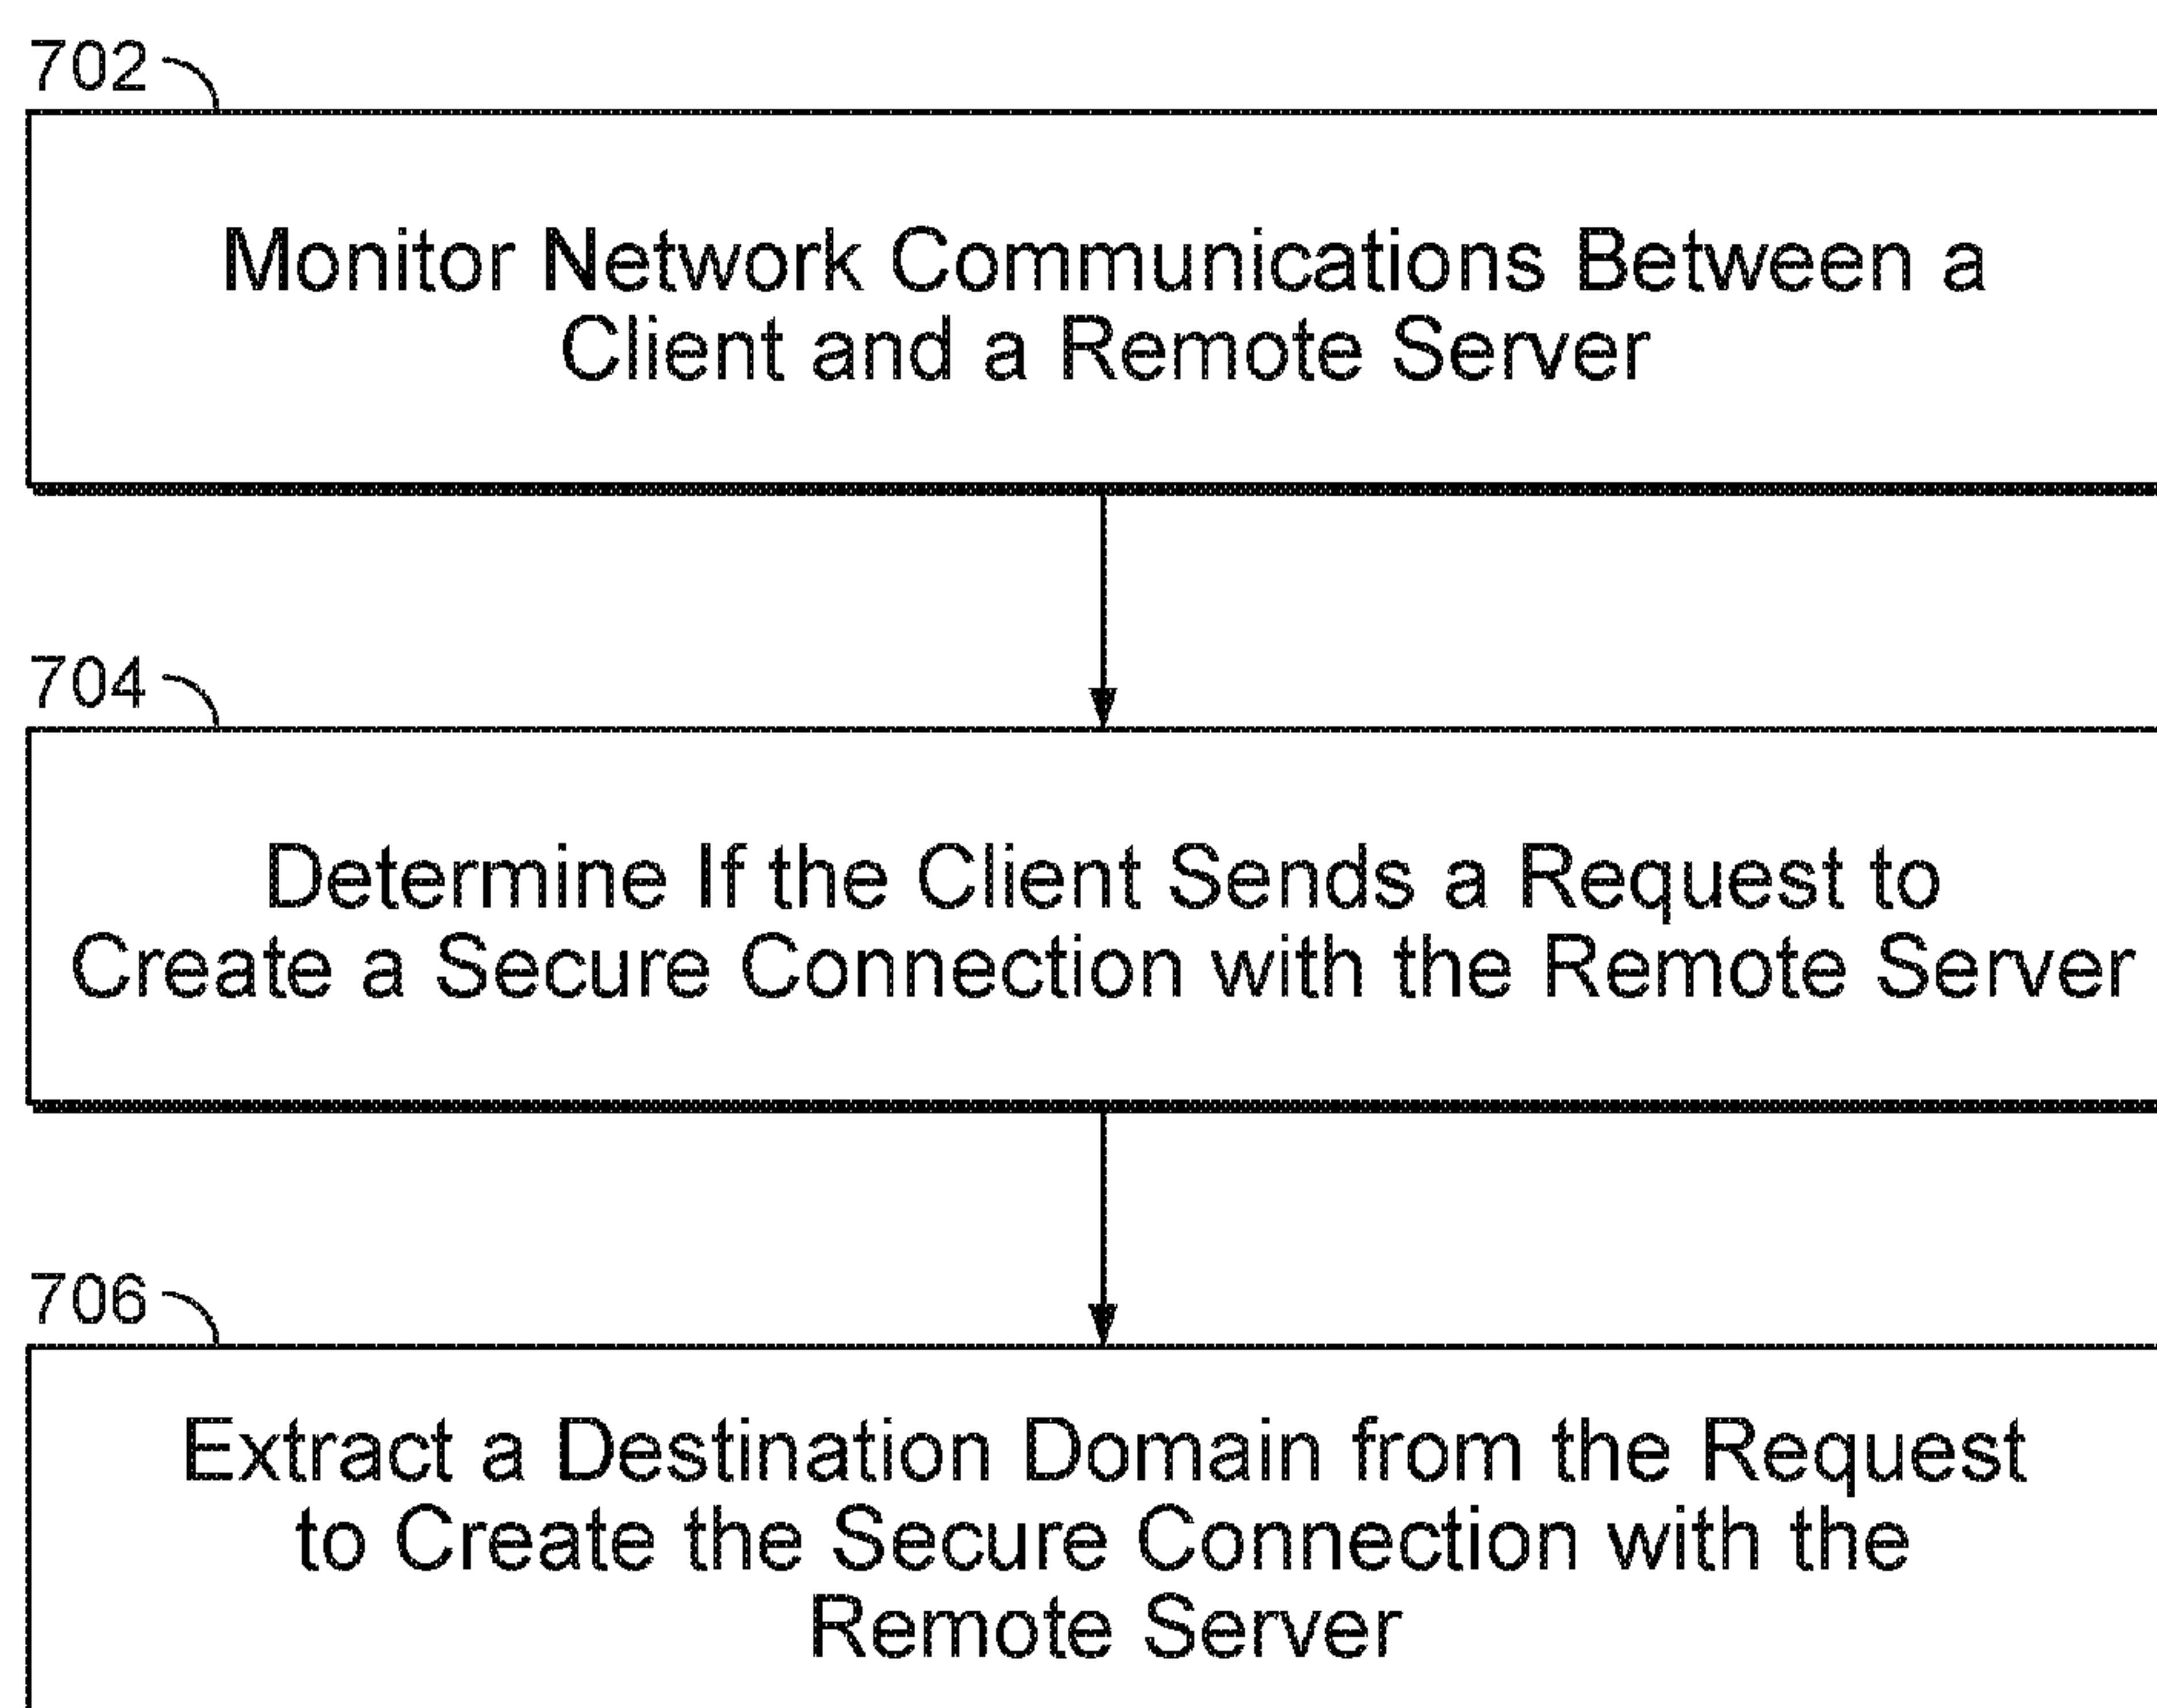 702
Monitor Network Communications Between a
Client and a Remote Server
704
Determine If the Client Sends a Request to
Create a Secure Connection with the Remote Server
706
Extract a Destination Domain from the Request
to Create the Secure Connection with the
Remote Server